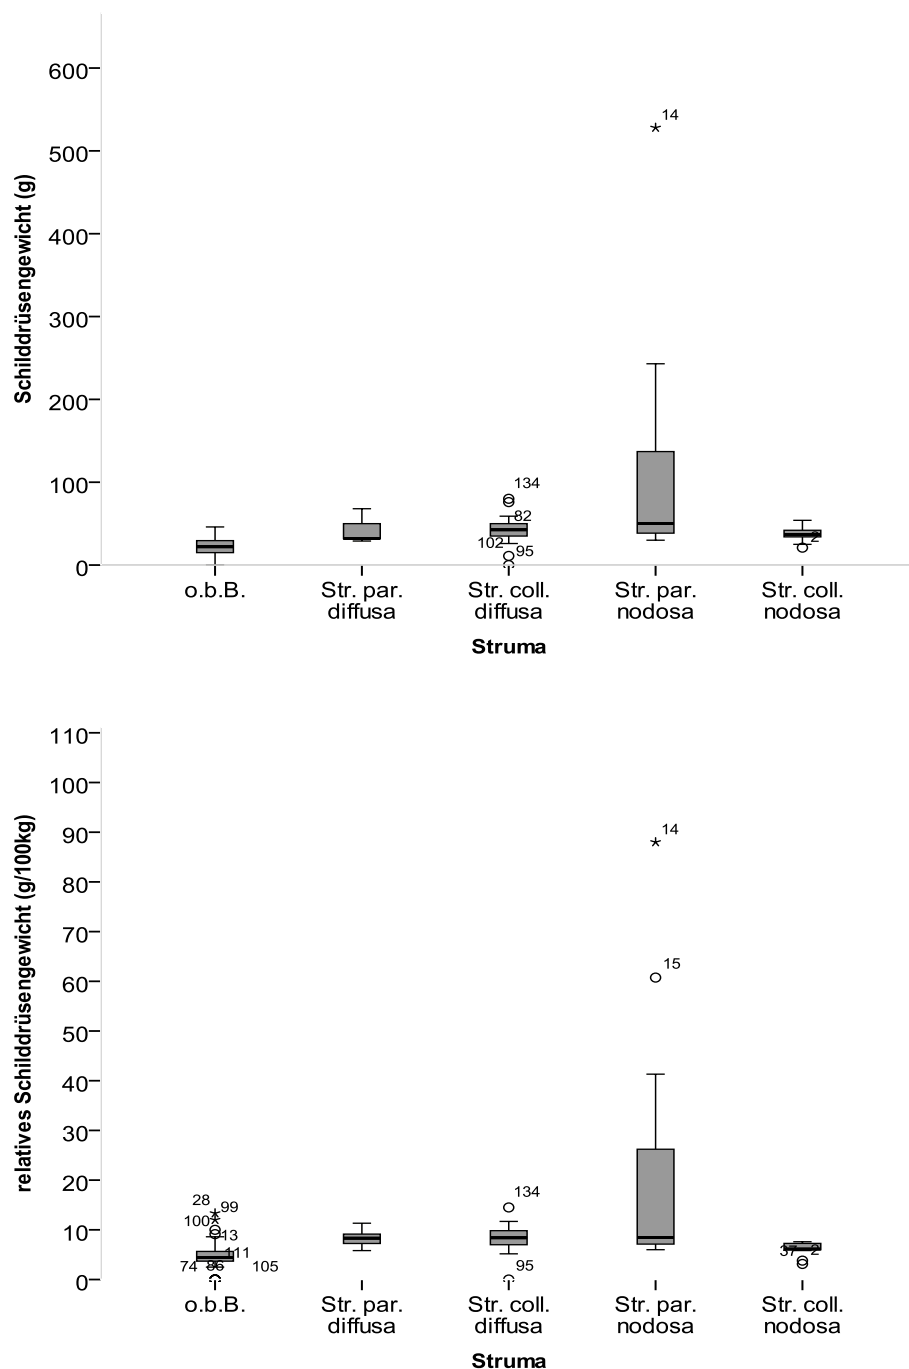 Schilddrüsengewicht (g)
600
500
400
300
200
100
0
14
134
82
102
95
2
o.b.B.
Str. par.
diffusa
Str. coll.
diffusa
Str. par.
nodosa
Str. coll.
nodosa
Struma
relatives Schilddrüsengewicht (g/100kg)
110
100
90
80
70
60
50
40
30
20
10
0
14
15
28
99
100
13
111
74
86
105
134
95
37
2
o.b.B.
Str. par.
diffusa
Str. coll.
diffusa
Str. par.
nodosa
Str. coll.
nodosa
Struma